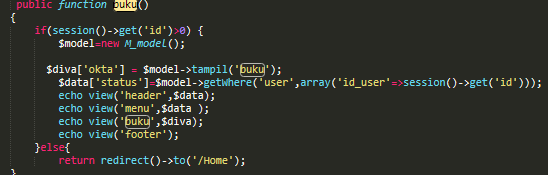 public function buku()
{
if(session()->get('id')>0) {
$model=new M_model();
$diva['okta'] = $model->tampil('buku');
$data['status']=$model->getWhere('user',array('id_user'=>session()->get('id')));
echo view('header',$data);
echo view('menu',$data );
echo view('buku',$diva);
echo view('footer');
}else{
return redirect()->to('/Home');
}